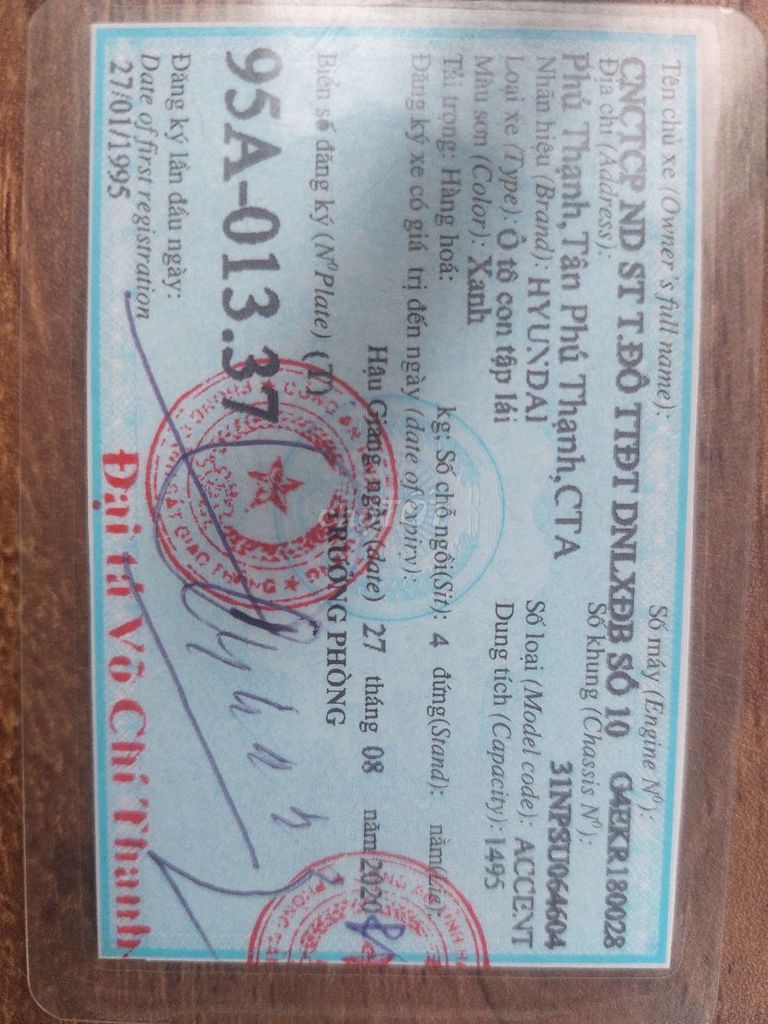 Tên chủ xe (Owner's full name):
CNCTCP ND ST T.ĐÔ TTĐT DNLXĐB SỐ 10
Địa chỉ (Address):
Phú Thạnh,Tân Phú Thạnh,CTA
Nhãn hiệu (Brand): HYUNDAI
Loại xe (Type): Ô tô con tập lái
Màu sơn (Color): Xanh
Số máy (Engine Nº):
G4EKR180028
Số khung (Chassis Nº):
31NPSU064604
Số loại (Model code): ACCENT
Dung tích (Capacity): 1495
Tải trọng: Hàng hoá: kg; Số chỗ ngồi(Sit): 4 đứng(Stand): nằm(Lie):
Đăng ký xe có giá trị đến ngày (date of expiry):
Hậu Giang, ngày (date) 27 tháng 08 năm 2020
Biển số đăng ký (NºPlate) (T)
TRƯỞNG PHÒNG
95A-013.37
Đăng ký lần đầu ngày:
Date of first registration
27/01/1995
Đại tá Võ Chí Thanh